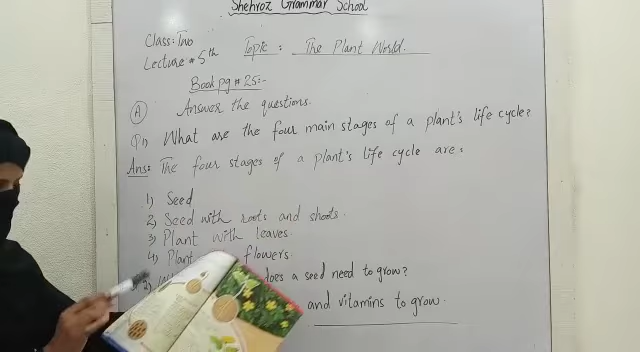 Shehroz Grammar School
Class: Two
Lecture # 5th Topic : The Plant World.
Book pg # 25:-
(A) Answer the questions.
Q1) What are the four main stages of a plant's life cycle?
Ans: The four stages of a plant's life cycle are:
1) Seed
2) Seed with roots and shoots.
3) Plant with leaves.
4) Plant flowers.
2) does a seed need to grow?
and vitamins to grow.